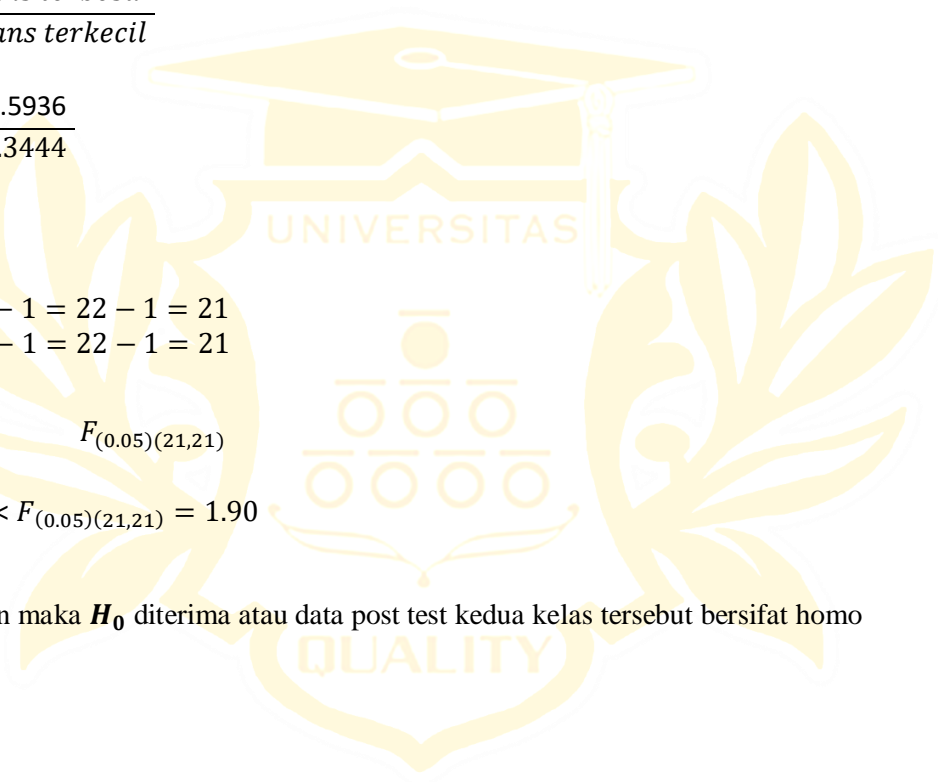 terkecil
.5936
.3444
UNIVERSITAS
− 1 = 22 − 1 = 21
− 1 = 22 − 1 = 21
F(0.05)(21,21)
< F(0.05)(21,21) = 1.90
maka H₀ diterima atau data post test kedua kelas tersebut bersifat homo
QUALITY